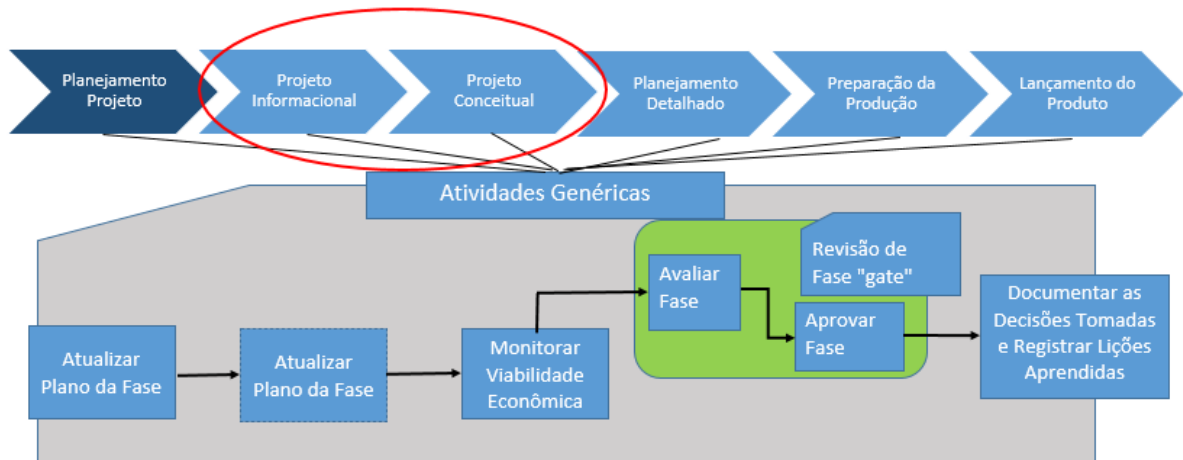 Planejamento
Projeto
Projeto
Informacional
Projeto
Conceitual
Planejamento
Detalhado
Preparação da
Produção
Lançamento do
Produto
Atividades Genéricas
Atualizar
Plano da Fase
Atualizar
Plano da Fase
Monitorar
Viabilidade
Econômica
Avaliar
Fase
Revisão de
Fase "gate"
Aprovar
Fase
Documentar as
Decisões Tomadas
e Registrar Lições
Aprendidas